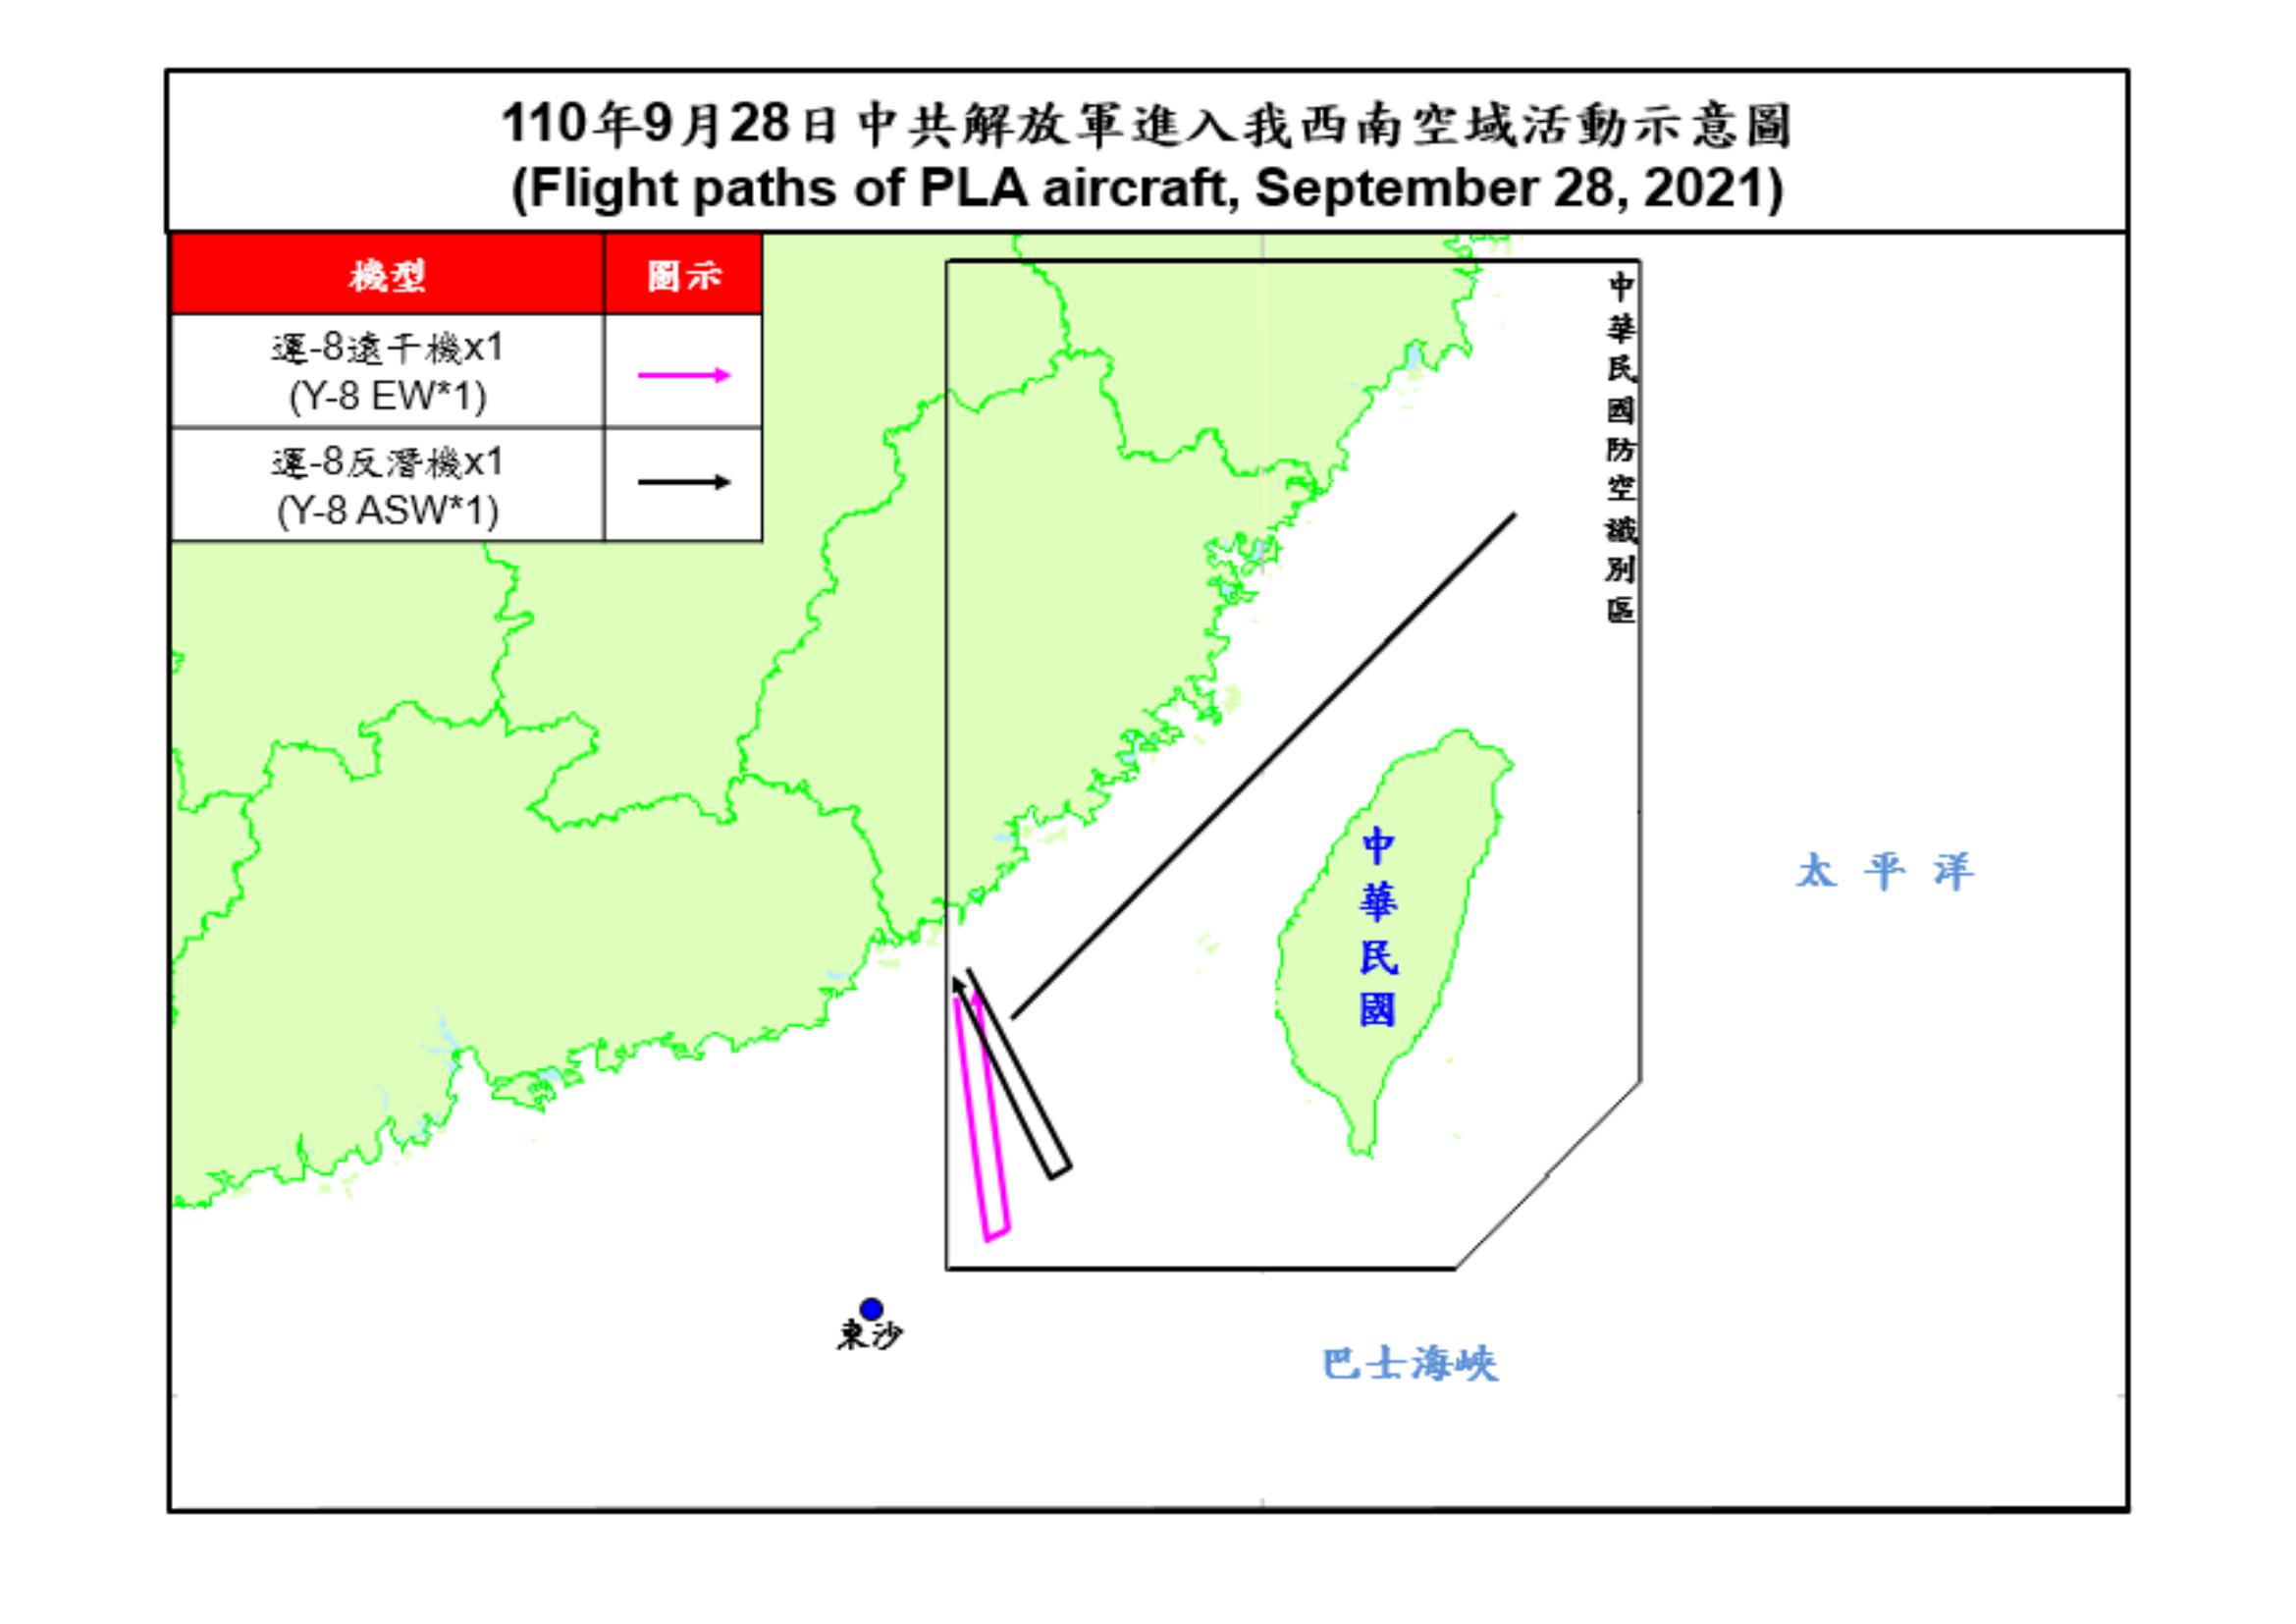 110年9月28日中共解放軍進入我西南空域活動示意圖
(Flight paths of PLA aircraft, September 28, 2021)
機型
圖示
運-8遠干機x1
(Y-8 EW*1)
運-8反潛機x1
(Y-8 ASW*1)
中華民國防空識別區
中華民國
太平洋
東沙
巴士海峽